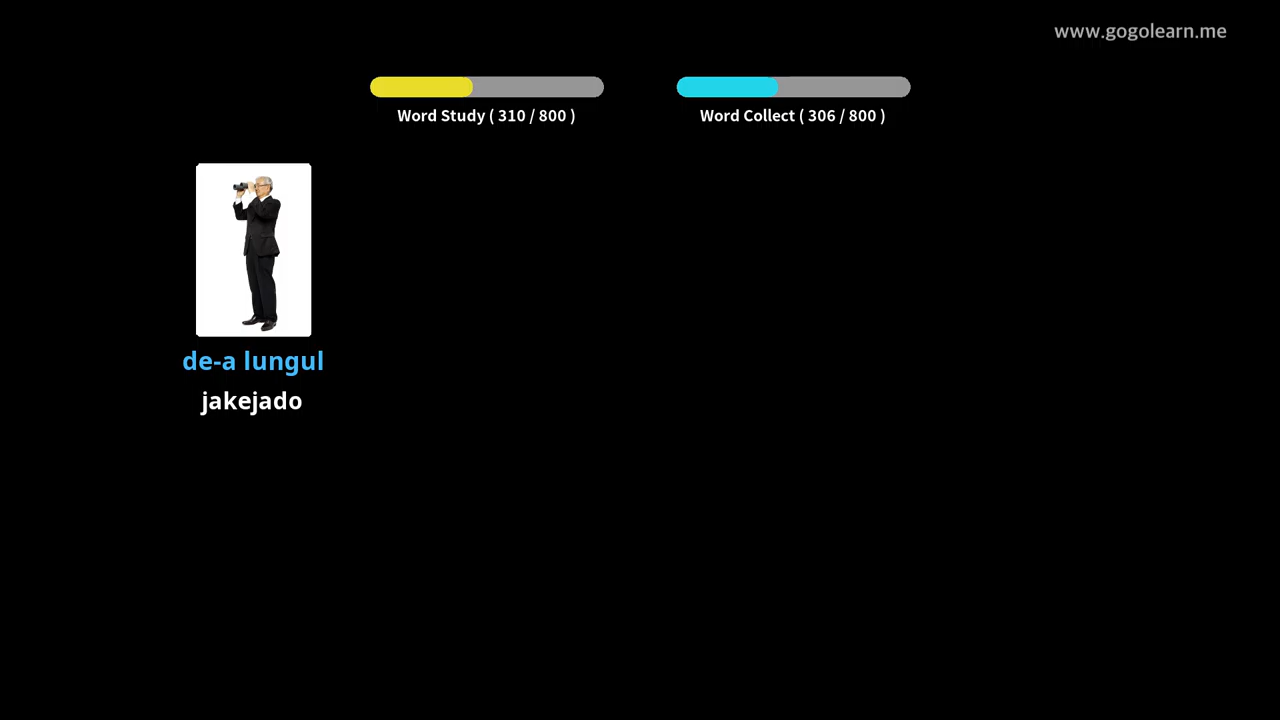 www.gogolearn.me
Word Study ( 310 / 800 )
Word Collect ( 306 / 800 )
de-a lungul
jakejado